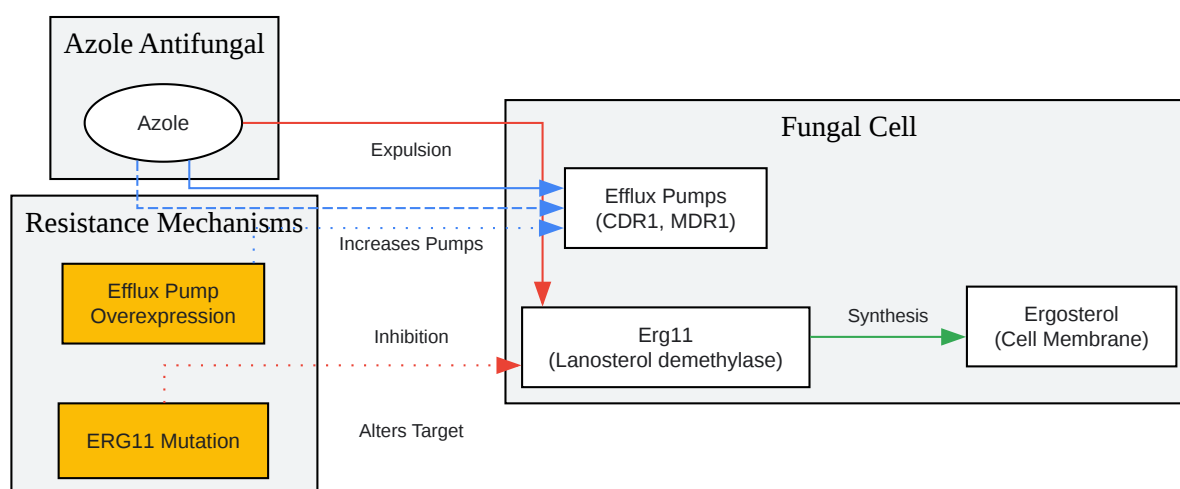 Azole Antifungal
Azole
Expulsion
Fungal Cell
Efflux Pumps
(CDR1, MDR1)
Resistance Mechanisms
Increases Pumps
Efflux Pump
Overexpression
Inhibition
Erg11
(Lanosterol demethylase)
Synthesis
Ergosterol
(Cell Membrane)
ERG11 Mutation
Alters Target